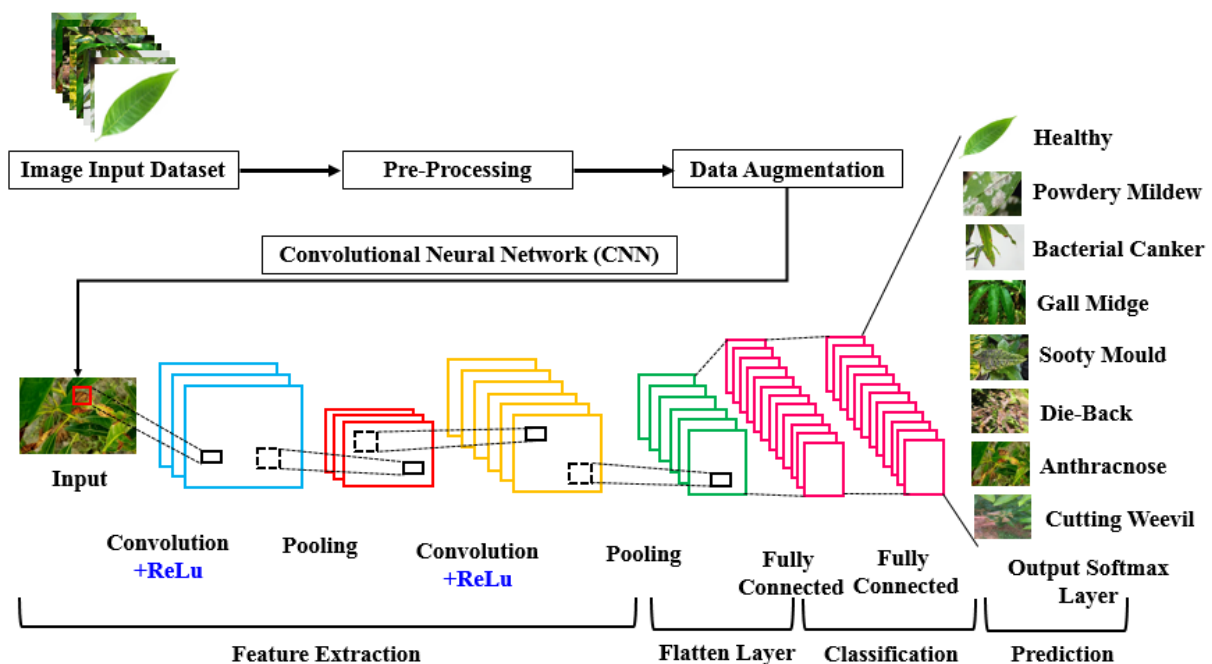 Image Input Dataset
Pre-Processing
Data Augmentation
Convolutional Neural Network (CNN)
Input
Convolution
+ReLu
Pooling
Convolution
+ReLu
Pooling
Fully
Connected
Fully
Connected
Healthy
Powdery Mildew
Bacterial Canker
Gall Midge
Sooty Mould
Die-Back
Anthracnose
Cutting Weevil
Output Softmax
Layer
Feature Extraction
Flatten Layer
Classification
Prediction